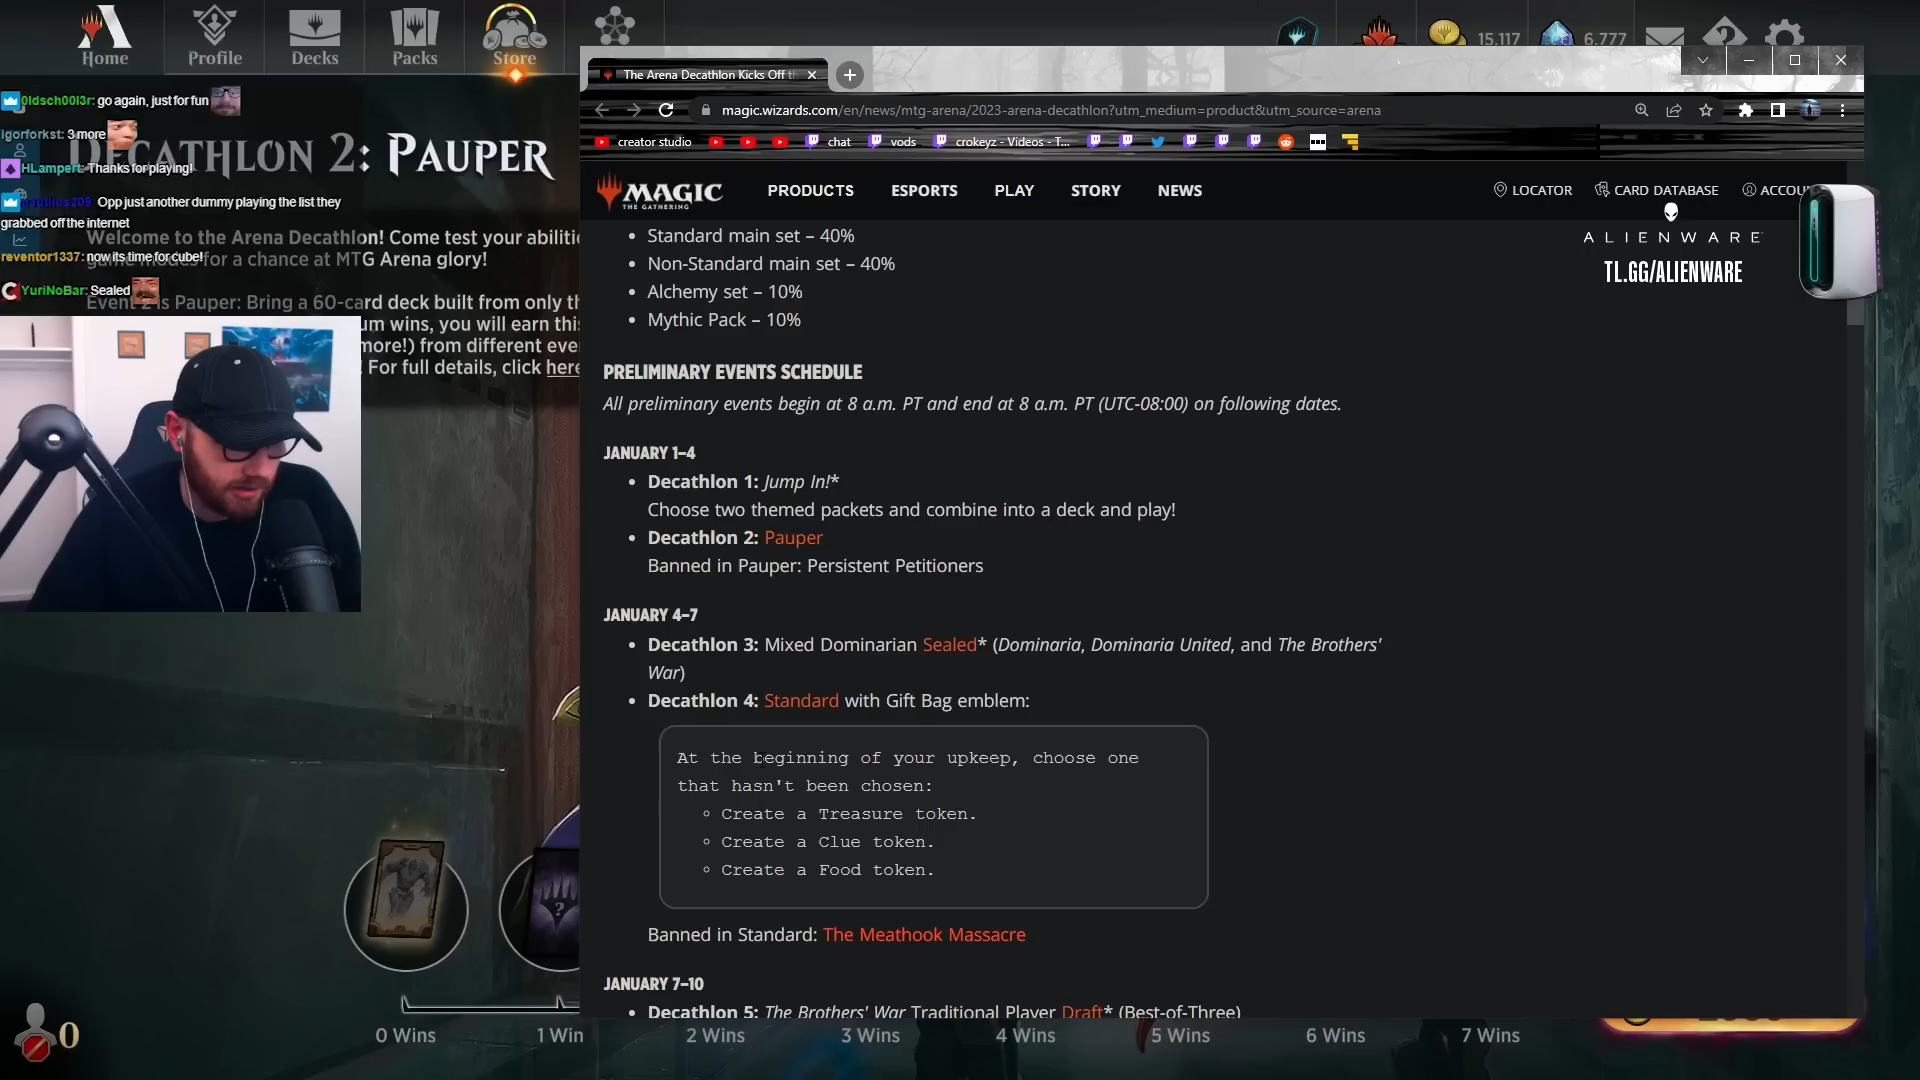 Home
Profile
Decks
Packs
Store
15,117
6,777
The Arena Decathlon Kicks Off t
magic.wizards.com/en/news/mtg-arena/2023-arena-decathlon?utm_medium=product&utm_source=arena
creator studio
chat
vods
crokeyz - Videos - T...
MAGIC
THE GATHERING
PRODUCTS
ESPORTS
PLAY
STORY
NEWS
LOCATOR
CARD DATABASE
ACCOU
ALIENWARE
TL.GG/ALIENWARE
0ldsch00l3r: go again, just for fun
igorforkst: 3 more
DECATHLON 2: PAUPER
HLampert: Thanks for playing!
Opp just another dummy playing the list they
grabbed off the internet
Welcome to the Arena Decathlon! Come test your abiliti
reventor1337: now its time for cube!
game modes for a chance at MTG Arena glory!
YuriNoBar: Sealed
Event 2 is Pauper: Bring a 60-card deck built from only th
um wins, you will earn this
more!) from different eve
For full details, click here
Standard main set – 40%
Non-Standard main set – 40%
Alchemy set – 10%
Mythic Pack – 10%
PRELIMINARY EVENTS SCHEDULE
All preliminary events begin at 8 a.m. PT and end at 8 a.m. PT (UTC-08:00) on following dates.
JANUARY 1–4
Decathlon 1: Jump In!*
Choose two themed packets and combine into a deck and play!
Decathlon 2: Pauper
Banned in Pauper: Persistent Petitioners
JANUARY 4–7
Decathlon 3: Mixed Dominarian Sealed* (Dominaria, Dominaria United, and The Brothers'
War)
Decathlon 4: Standard with Gift Bag emblem:
At the beginning of your upkeep, choose one
that hasn't been chosen:
Create a Treasure token.
Create a Clue token.
Create a Food token.
Banned in Standard: The Meathook Massacre
JANUARY 7–10
Decathlon 5: The Brothers' War Traditional Player Draft* (Best-of-Three)
0
0 Wins
1 Win
2 Wins
3 Wins
4 Wins
5 Wins
6 Wins
7 Wins